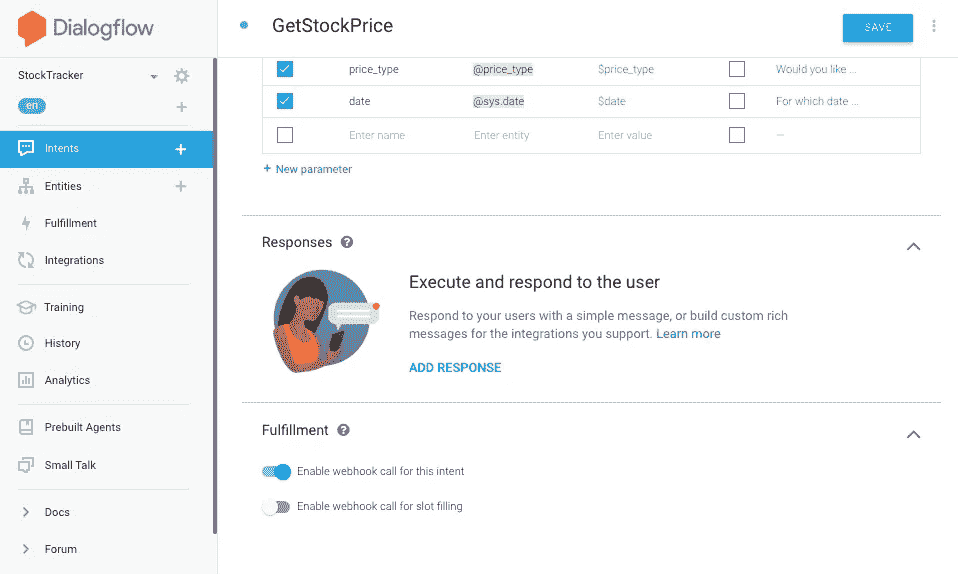 Dialogflow
GetStockPrice
SAVE
StockTracker
en
Intents
Entities
Fulfillment
Integrations
Training
History
Analytics
Prebuilt Agents
Small Talk
Docs
Forum
price_type @price_type $price_type Would you like ...
date @sys.date $date For which date ...
Enter name Enter entity Enter value —
+ New parameter
Responses ?
Execute and respond to the user
Respond to your users with a simple message, or build custom rich
messages for the integrations you support. Learn more
ADD RESPONSE
Fulfillment ?
Enable webhook call for this intent
Enable webhook call for slot filling